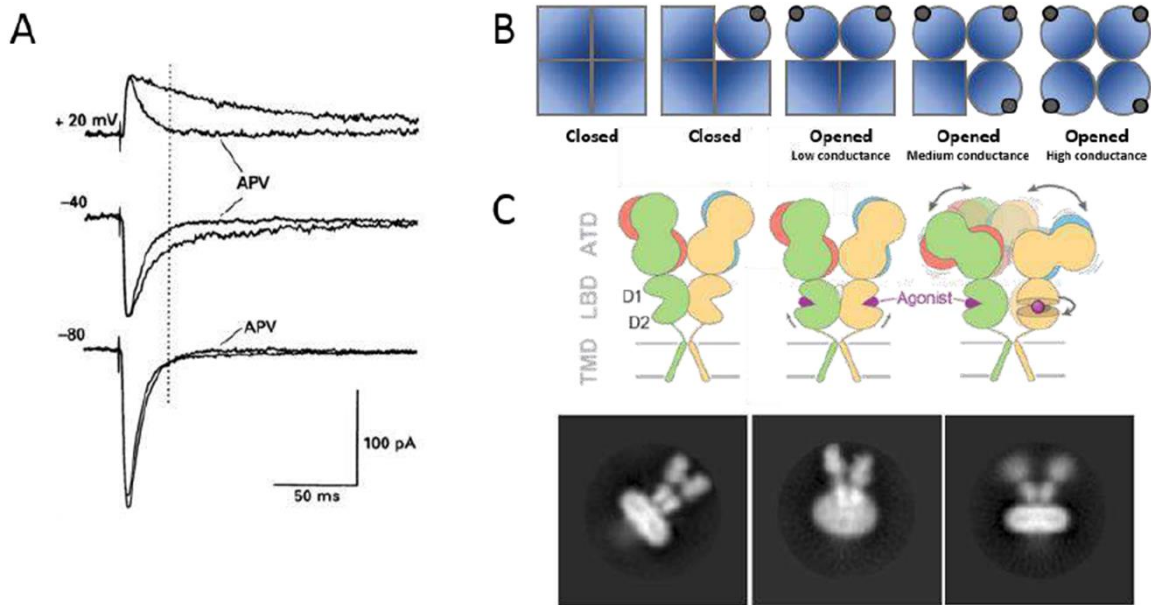 A
+ 20 mV
APV
−40
APV
−80
APV
100 pA
50 ms
B
Closed
Closed
Opened
Low conductance
Opened
Medium conductance
Opened
High conductance
C
ATD
LBD
TMD
D1
D2
Agonist